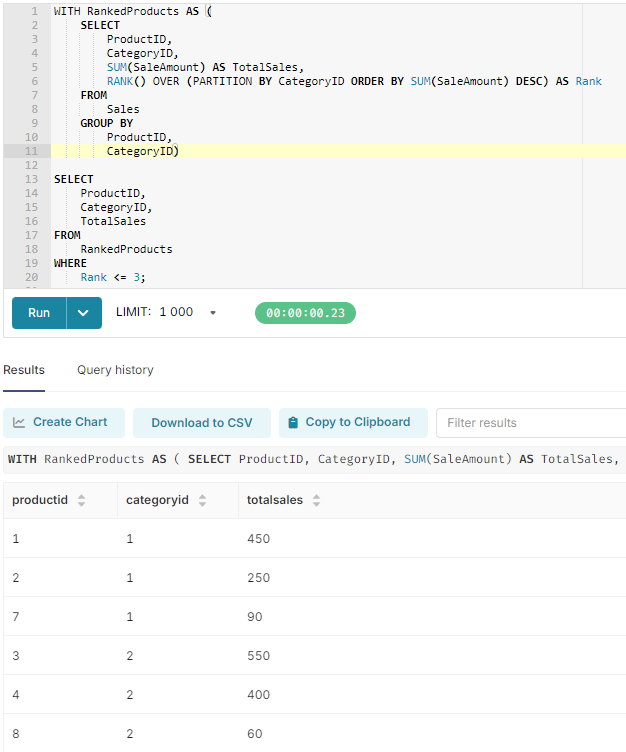 1 WITH RankedProducts AS (
2 SELECT
3 ProductID,
4 CategoryID,
5 SUM(SaleAmount) AS TotalSales,
6 RANK() OVER (PARTITION BY CategoryID ORDER BY SUM(SaleAmount) DESC) AS Rank
7 FROM
8 Sales
9 GROUP BY
10 ProductID,
11 CategoryID)
12
13 SELECT
14 ProductID,
15 CategoryID,
16 TotalSales
17 FROM
18 RankedProducts
19 WHERE
20 Rank <= 3;
Run LIMIT: 1 000 00:00:00.23
Results Query history
Create Chart Download to CSV Copy to Clipboard Filter results
WITH RankedProducts AS ( SELECT ProductID, CategoryID, SUM(SaleAmount) AS TotalSales,
productid categoryid totalsales
1 1 450
2 1 250
7 1 90
3 2 550
4 2 400
8 2 60